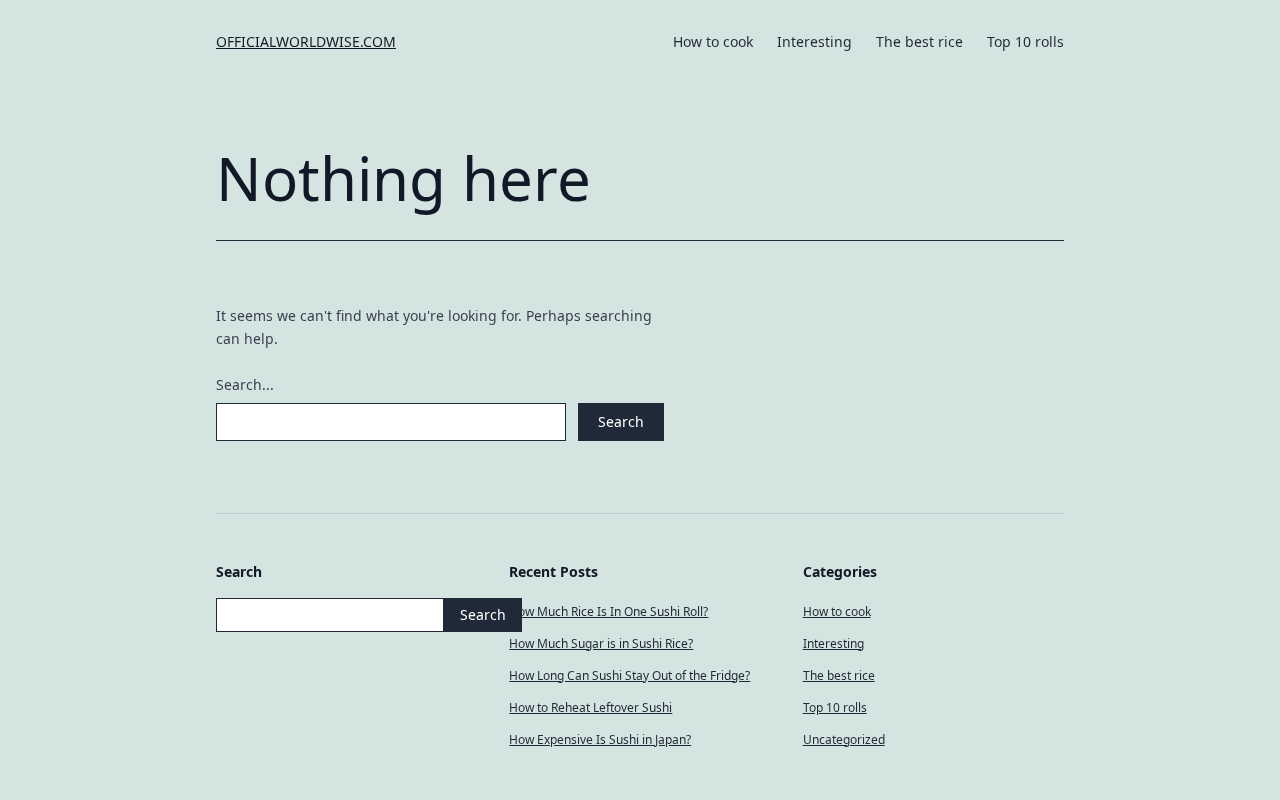 OFFICIALWORLDWISE.COM
How to cook
Interesting
The best rice
Top 10 rolls
Nothing here
It seems we can't find what you're looking for. Perhaps searching
can help.
Search...
Search
Search
Search
Recent Posts
ow Much Rice Is In One Sushi Roll?
How Much Sugar is in Sushi Rice?
How Long Can Sushi Stay Out of the Fridge?
How to Reheat Leftover Sushi
How Expensive Is Sushi in Japan?
Categories
How to cook
Interesting
The best rice
Top 10 rolls
Uncategorized